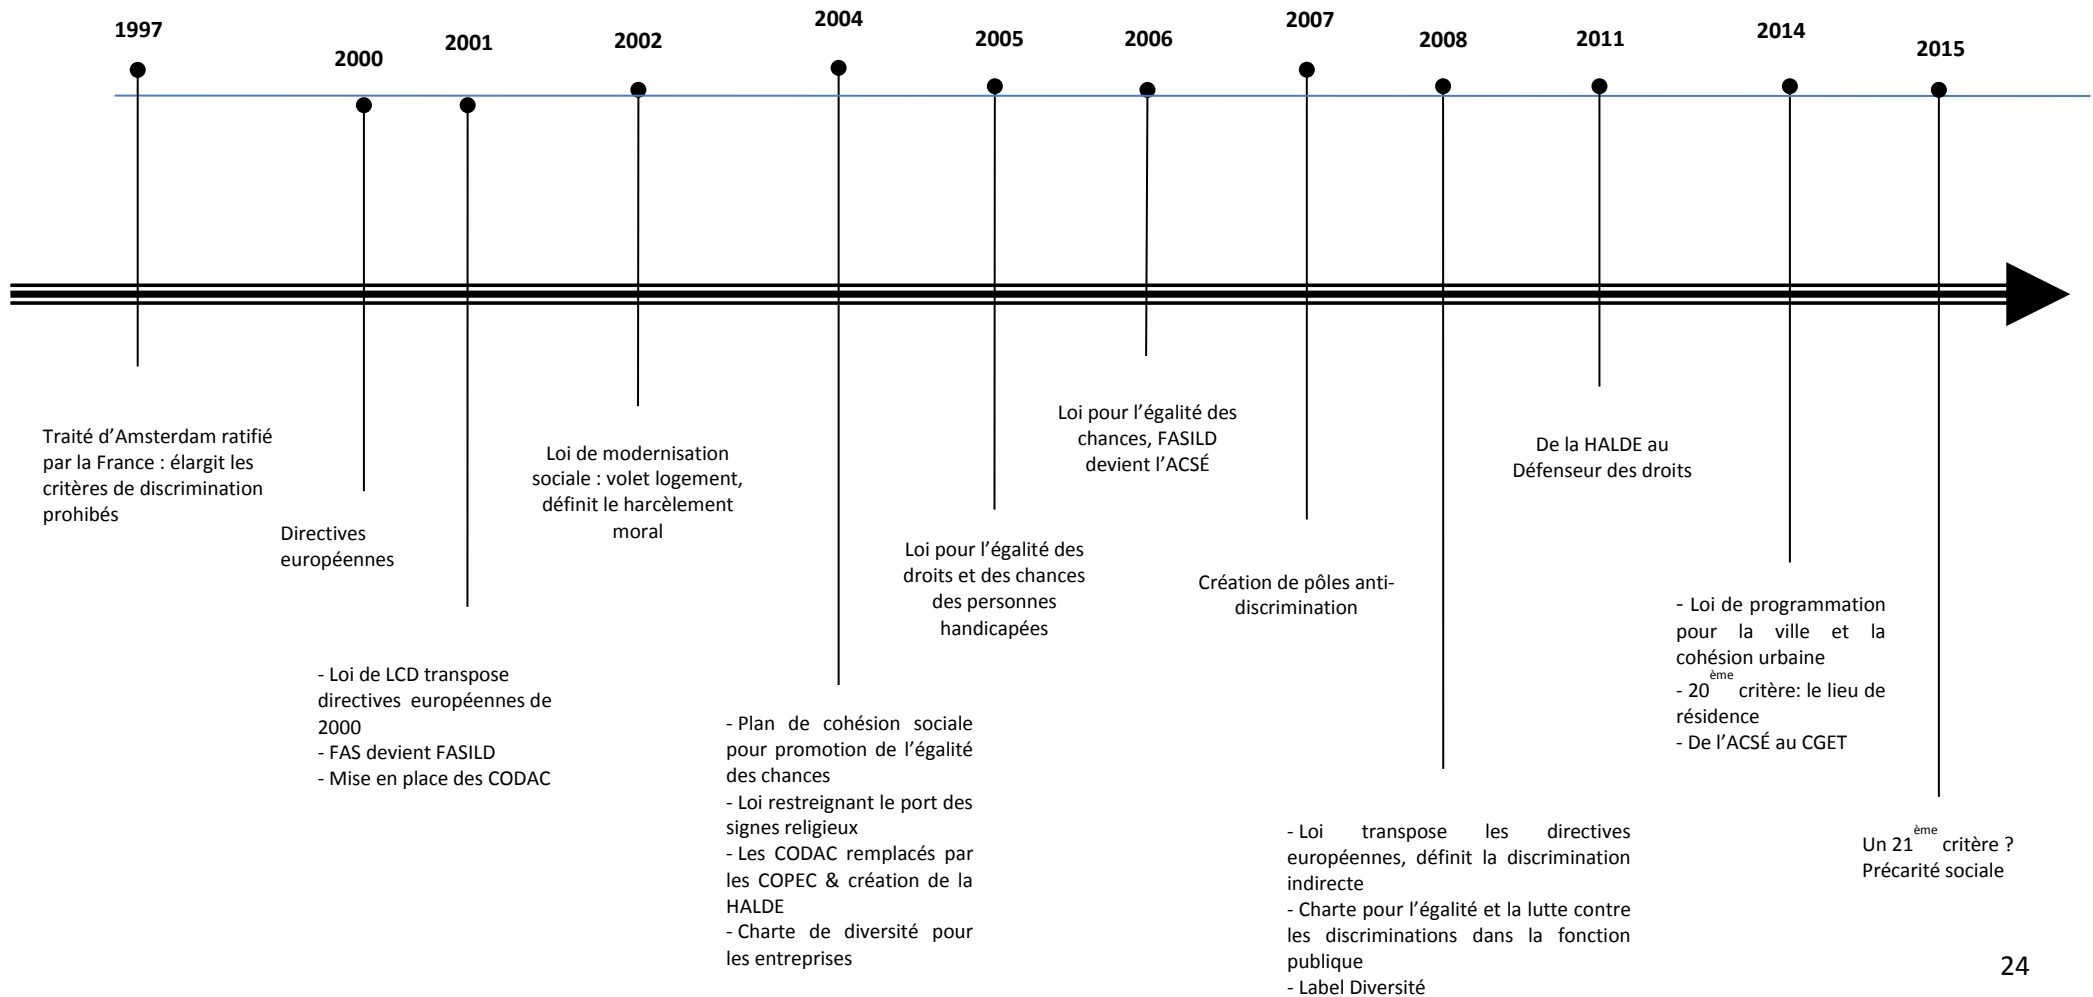 1997
2000
2001
2002
2004
2005
2006
2007
2008
2011
2014
2015
Traité d’Amsterdam ratifié
par la France : élargit les
critères de discrimination
prohibés
Directives
européennes
- Loi de LCD transpose
directives européennes de
2000
- FAS devient FASILD
- Mise en place des CODAC
Loi de modernisation
sociale : volet logement,
définit le harcèlement
moral
- Plan de cohésion sociale
pour promotion de l’égalité
des chances
- Loi restreignant le port des
signes religieux
- Les CODAC remplacés par
les COPEC & création de la
HALDE
- Charte de diversité pour
les entreprises
Loi pour l’égalité des
droits et des chances
des personnes
handicapées
Loi pour l’égalité des
chances, FASILD
devient l’ACSÉ
Création de pôles anti-
discrimination
- Loi transpose les directives
européennes, définit la discrimination
indirecte
- Charte pour l’égalité et la lutte contre
les discriminations dans la fonction
publique
- Label Diversité
De la HALDE au
Défenseur des droits
- Loi de programmation
pour la ville et la
cohésion urbaine
- 20ème critère: le lieu de
résidence
- De l’ACSÉ au CGET
Un 21ème critère ?
Précarité sociale
24